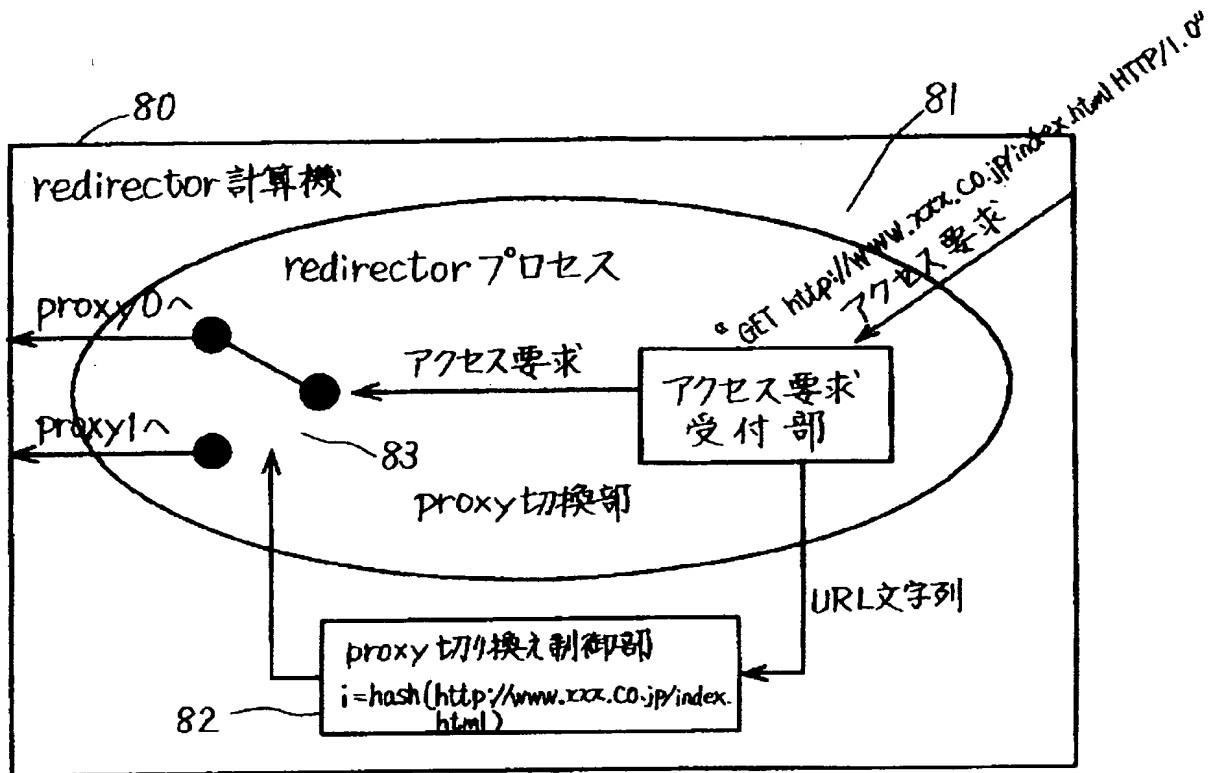 80
81
"GET http://www.xxx.co.jp/index.html HTTP/1.0"
アクセス要求
redirector計算機
redirectorプロセス
proxy0へ
アクセス要求
アクセス要求
受付部
proxy1へ
83
proxy切換部
URL文字列
proxy切り換え制御部
i=hash(http://www.xxx.co.jp/index.
html)
82